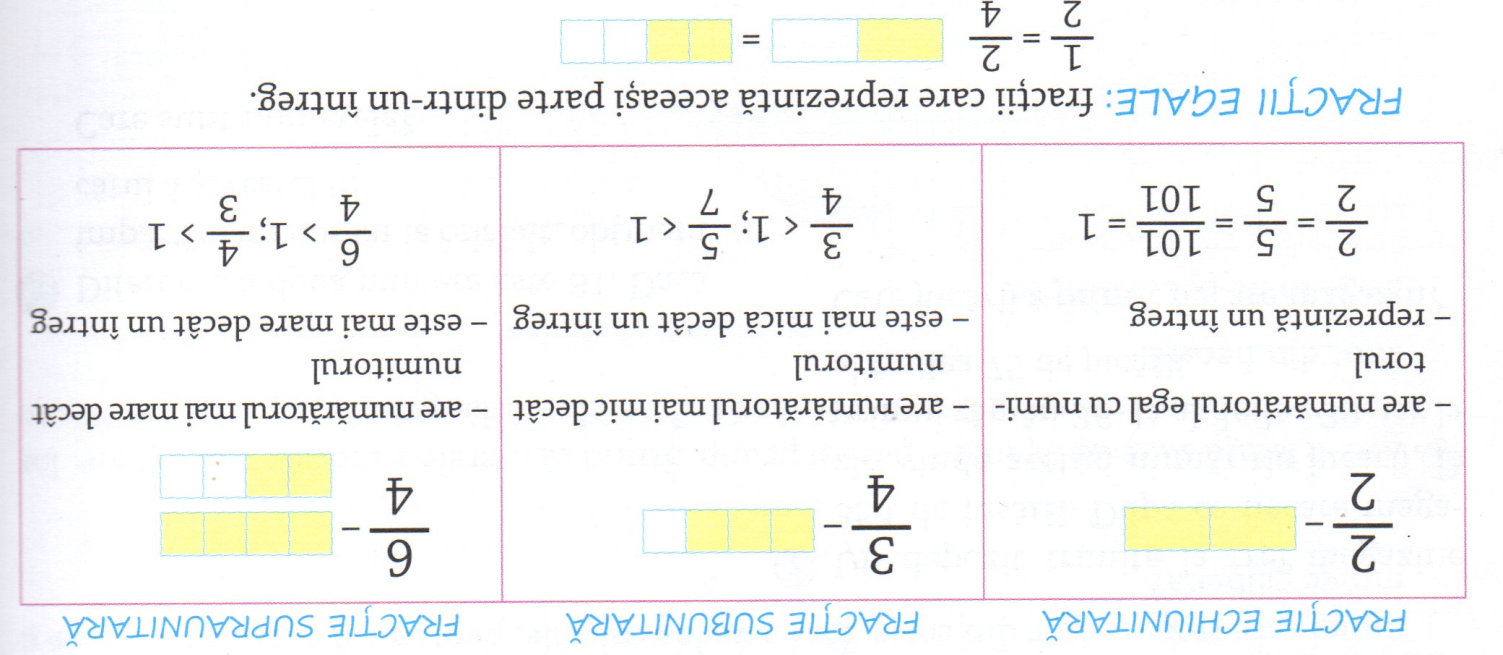 FRACȚIE ECHIUNITARĂ
2/2 –
– are numărătorul egal cu numi-
torul
– reprezintă un întreg
2/2 = 5/5 = 101/101 = 1
FRACȚIE SUBUNITARĂ
3/4 –
– are numărătorul mai mic decât
numitorul
– este mai mică decât un întreg
3/4 < 1; 5/7 < 1
FRACȚIE SUPRAUNITARĂ
6/4 –
– are numărătorul mai mare decât
numitorul
– este mai mare decât un întreg
6/4 > 1; 4/3 > 1
FRACȚII EGALE: fracții care reprezintă aceeași parte dintr-un întreg.
1/2 = 2/4 =